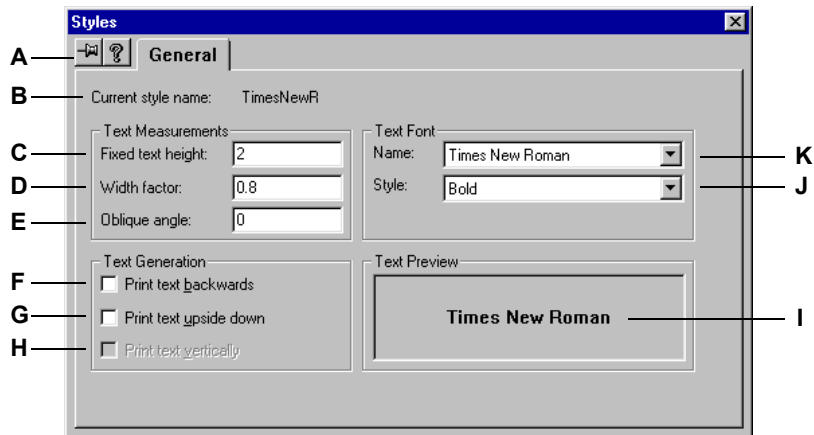 Styles
A
General
B
Current style name: TimesNewR
Text Measurements
C
Fixed text height: 2
D
Width factor: 0.8
E
Oblique angle: 0
Text Font
Name: Times New Roman
K
Style: Bold
J
Text Generation
F
Print text backwards
G
Print text upside down
H
Print text vertically
Text Preview
Times New Roman
I